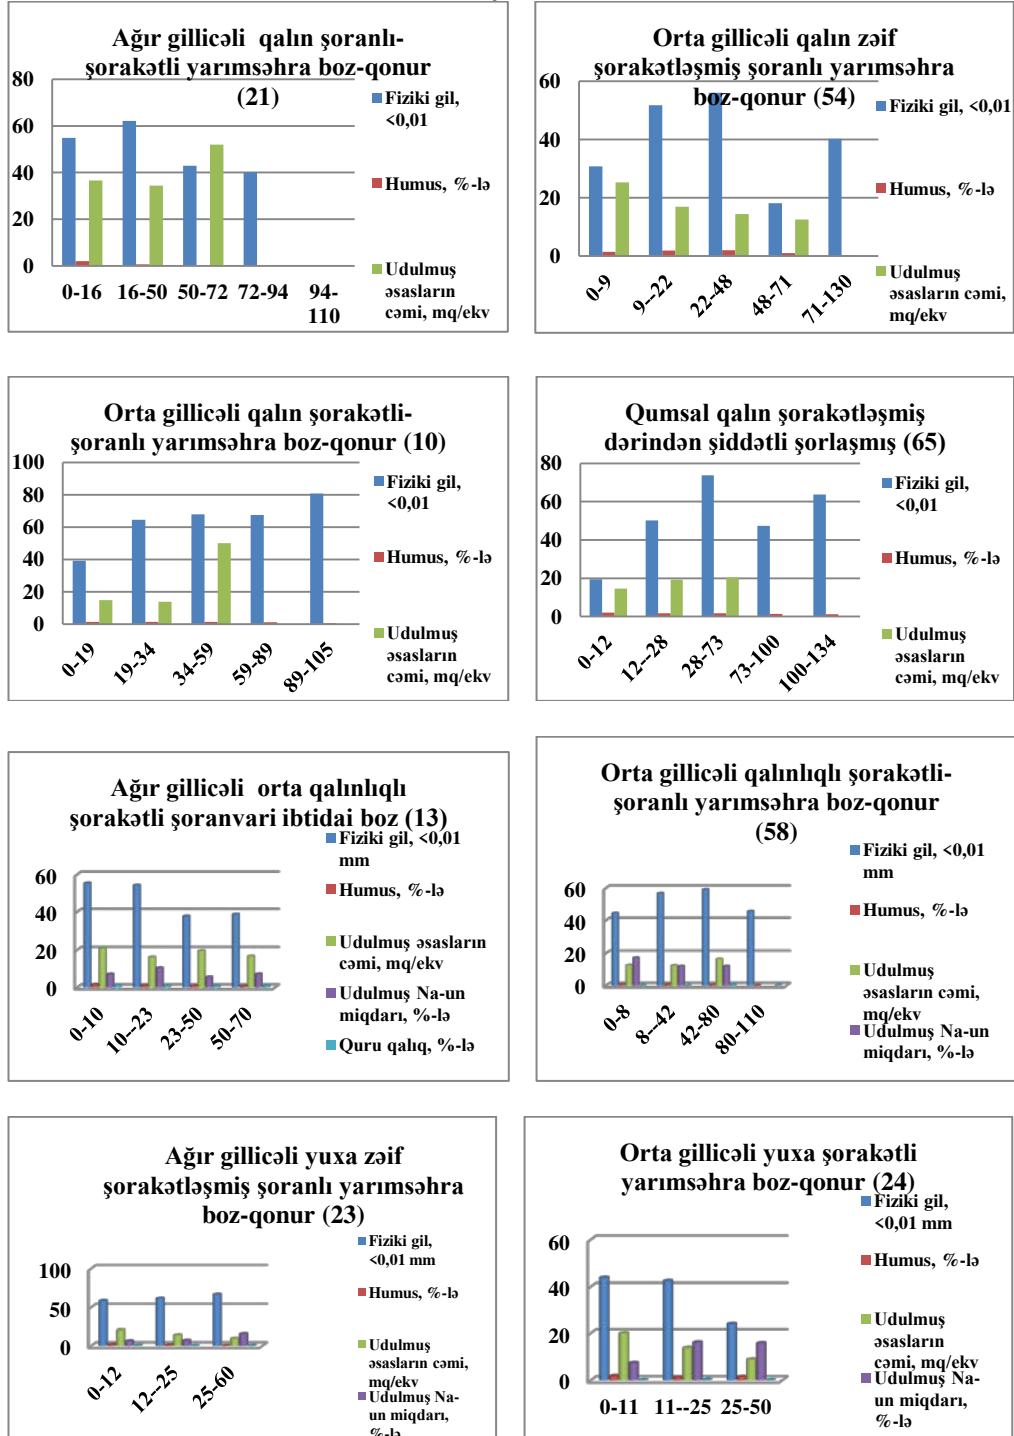 Ağır gillicəli qalın şoranlı-
şorakətli yarımsəhra boz-qonur
(21)
80
60
40
20
0
0-16 16-50 50-72 72-94 94-
110
Fiziki gil,
<0,01
Humus, %-lə
Udulmuş
əsasların
cəmi, mq/ekv
Orta gillicəli qalın zəif
şorakətləşmiş şoranlı yarımsəhra
boz-qonur (54)
60
40
20
0
0-9
9--22
22-48
48-71
71-130
Fiziki gil, <0,01
Humus, %-lə
Udulmuş
əsasların cəmi,
mq/ekv
Orta gillicəli qalın şorakətli-
şoranlı yarımsəhra boz-qonur (10)
100
80
60
40
20
0
0-19
19-34
34-59
59-89
89-105
Fiziki gil,
<0,01
Humus, %-lə
Udulmuş
əsasların
cəmi, mq/ekv
Qumsal qalın şorakətləşmiş
dərindən şiddətli şorlaşmış (65)
80
60
40
20
0
0-12
12--28
28-73
73-100
100-134
Fiziki gil,
<0,01
Humus, %-lə
Udulmuş
əsasların
cəmi, mq/ekv
Ağır gillicəli orta qalınlıqlı
şorakətli şoranvari ibtidai boz (13)
60
40
20
0
0-10
10--23
23-50
50-70
Fiziki gil, <0,01
mm
Humus, %-lə
Udulmuş əsasların
cəmi, mq/ekv
Udulmuş Na-un
miqdarı, %-lə
Quru qalıq, %-lə
Orta gillicəli qalınlıqlı şorakətli-
şoranlı yarımsəhra boz-qonur
(58)
60
40
20
0
0-8
8--42
42-80
80-110
Fiziki gil, <0,01
mm
Humus, %-lə
Udulmuş
əsasların cəmi,
mq/ekv
Udulmuş Na-un
miqdarı, %-lə
Ağır gillicəli yuxa zəif
şorakətləşmiş şoranlı yarımsəhra
boz-qonur (23)
100
50
0
0-12
12--25
25-60
Fiziki gil,
<0,01 mm
Humus, %-lə
Udulmuş
əsasların cəmi,
mq/ekv
Udulmuş Na-
un miqdarı,
%-lə
Orta gillicəli yuxa şorakətli
yarımsəhra boz-qonur (24)
60
40
20
0
0-11 11--25 25-50
Fiziki gil,
<0,01 mm
Humus, %-lə
Udulmuş
əsasların
cəmi, mq/ekv
Udulmuş Na-
un miqdarı,
%-lə